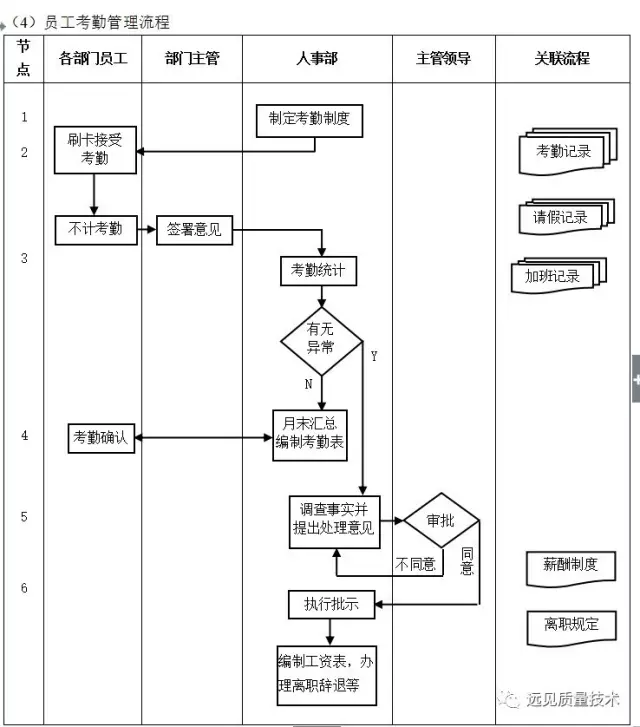 （4）员工考勤管理流程
节点
各部门员工
部门主管
人事部
主管领导
关联流程
1
制定考勤制度
2
刷卡接受
考勤
考勤记录
不计考勤
签署意见
请假记录
3
考勤统计
加班记录
有无
异常
Y
N
4
考勤确认
月末汇总
编制考勤表
5
调查事实并
提出处理意见
审批
不同意
同意
薪酬制度
6
执行批示
离职规定
编制工资表，办
理离职辞退等
远见质量技术